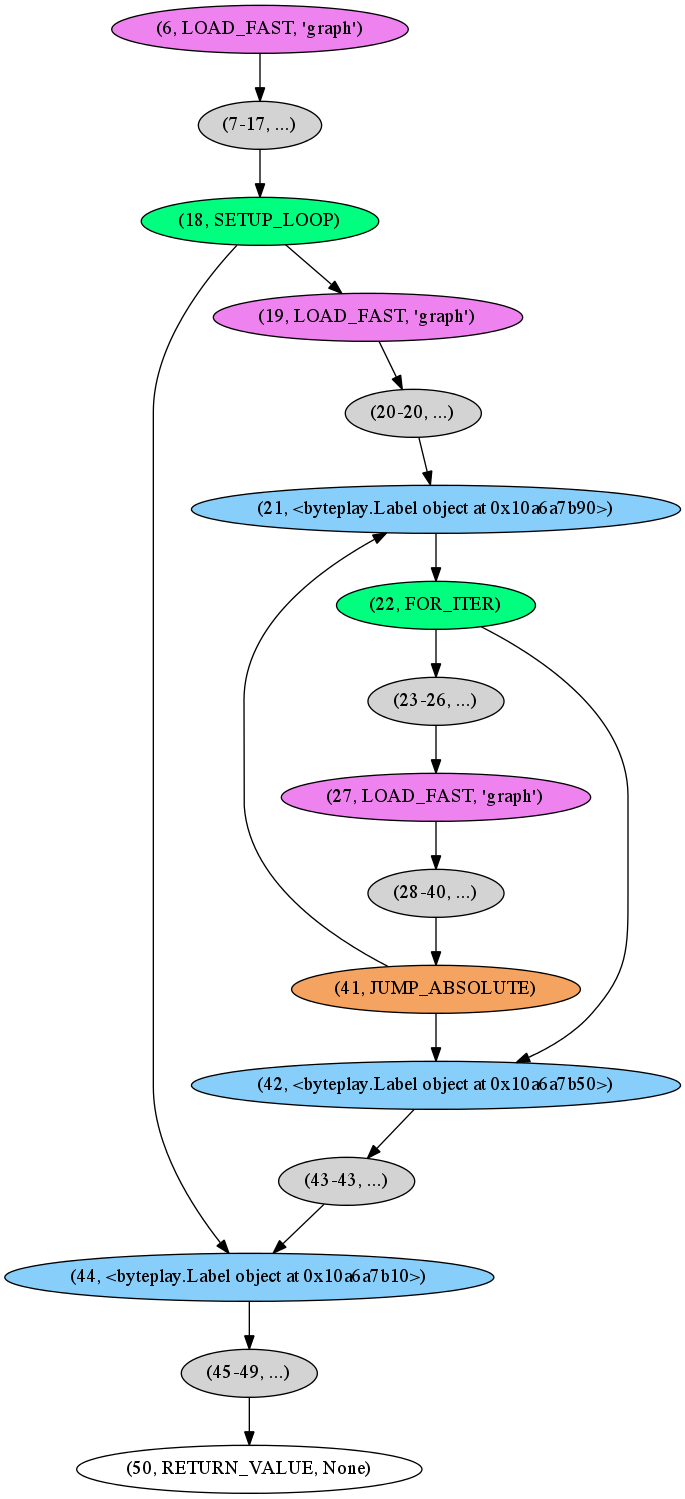 (6, LOAD_FAST, 'graph')
(7-17, ...)
(18, SETUP_LOOP)
(19, LOAD_FAST, 'graph')
(20-20, ...)
(21, <byteplay.Label object at 0x10a6a7b90>)
(22, FOR_ITER)
(23-26, ...)
(27, LOAD_FAST, 'graph')
(28-40, ...)
(41, JUMP_ABSOLUTE)
(42, <byteplay.Label object at 0x10a6a7b50>)
(43-43, ...)
(44, <byteplay.Label object at 0x10a6a7b10>)
(45-49, ...)
(50, RETURN_VALUE, None)